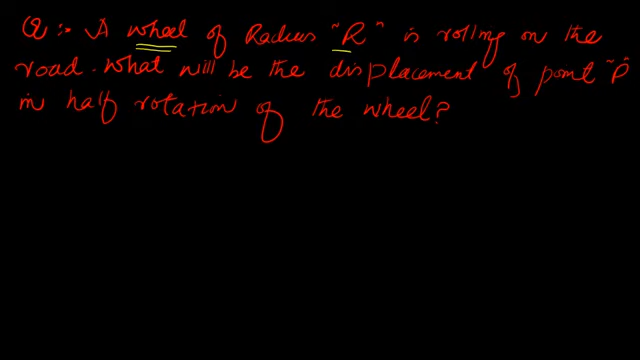 Q :- A wheel of Radius "R" is rolling on the
road. What will be the displacement of point "P"
in half rotation of the wheel?